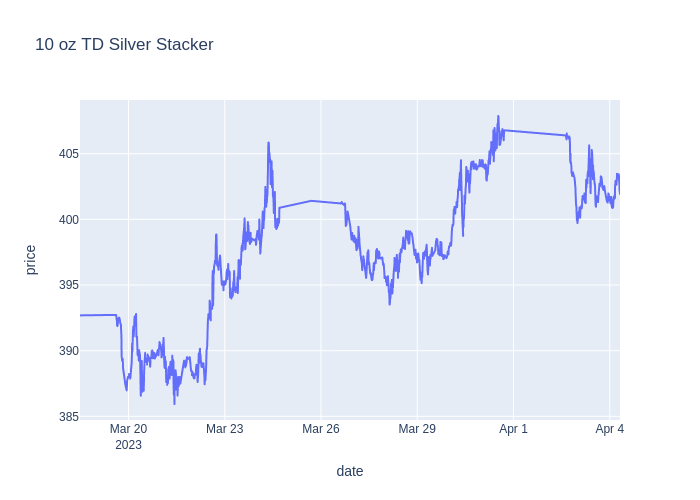 10 oz TD Silver Stacker
price
405
400
395
390
385
Mar 20
2023
Mar 23
Mar 26
Mar 29
Apr 1
Apr 4
date